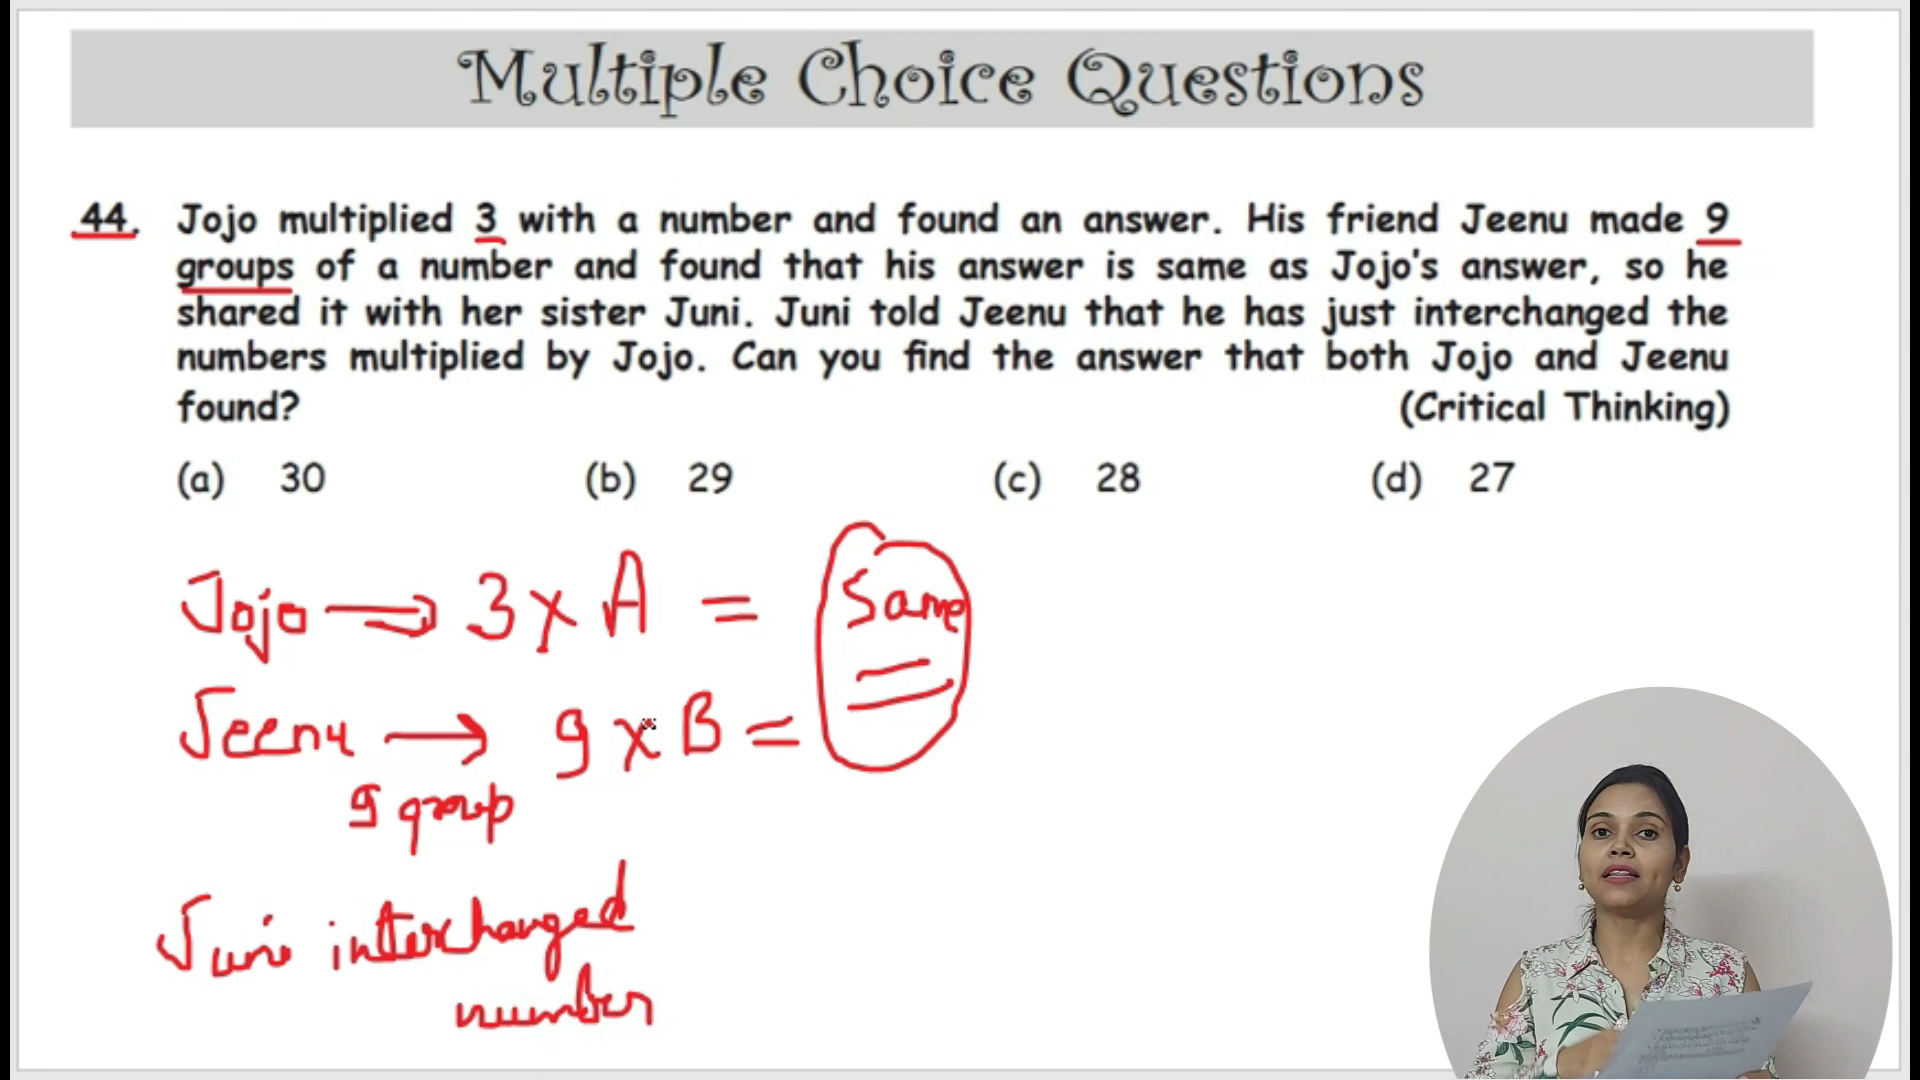 Multiple Choice Questions
44. Jojo multiplied 3 with a number and found an answer. His friend Jeenu made 9
groups of a number and found that his answer is same as Jojo's answer, so he
shared it with her sister Juni. Juni told Jeenu that he has just interchanged the
numbers multiplied by Jojo. Can you find the answer that both Jojo and Jeenu
found? (Critical Thinking)
(a) 30 (b) 29 (c) 28 (d) 27
Jojo → 3 x A = Same
Jeenu → 9 x B =
9 group
Juni interchanged
number